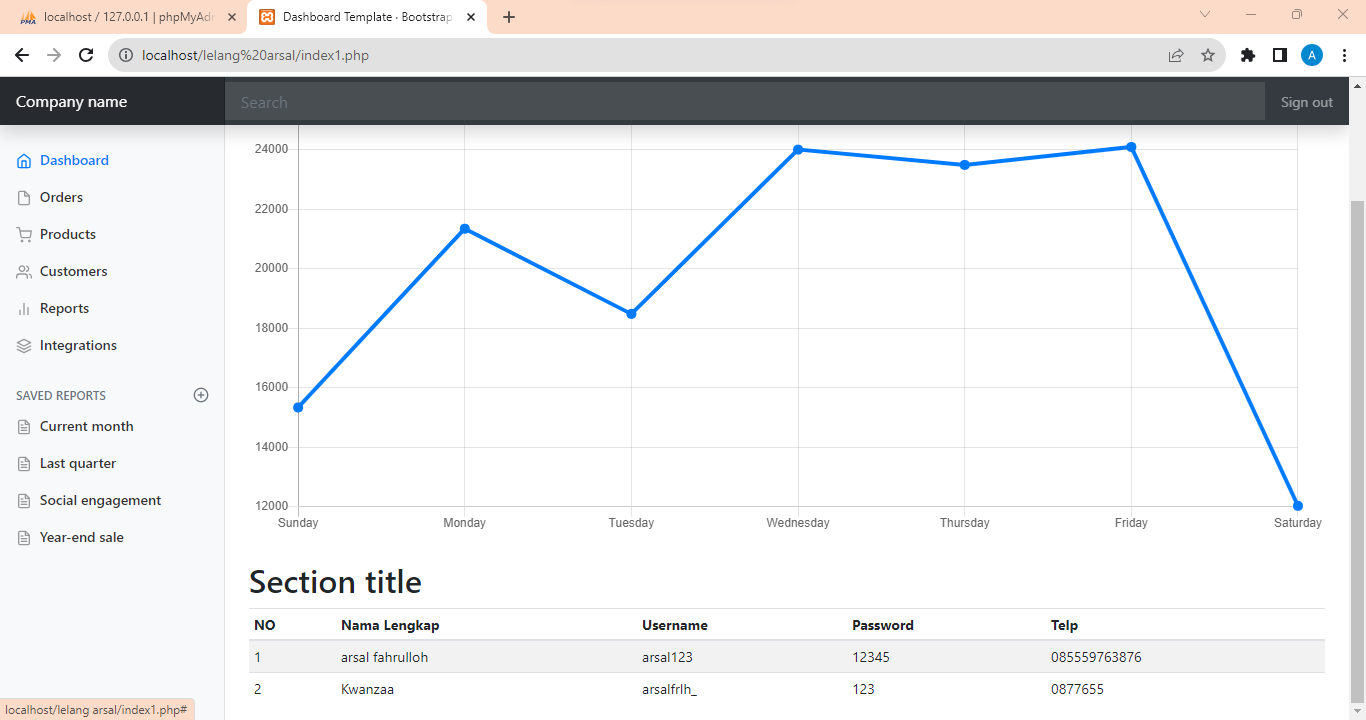 localhost / 127.0.0.1 | phpMyAdm
Dashboard Template · Bootstrap
localhost/lelang%20arsal/index1.php
A
Company name
Search
Sign out
Dashboard
Orders
Products
Customers
Reports
Integrations
SAVED REPORTS
Current month
Last quarter
Social engagement
Year-end sale
24000
22000
20000
18000
16000
14000
12000
Sunday Monday Tuesday Wednesday Thursday Friday Saturday
Section title
NO Nama Lengkap Username Password Telp
1 arsal fahrulloh arsal123 12345 085559763876
2 Kwanzaa arsalfrlh_ 123 0877655
localhost/lelang arsal/index1.php#